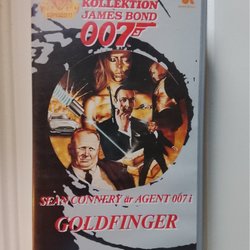 KOLLEKTION
JAMES BOND
007
SEAN CONNERY är AGENT 007 i
GOLDFINGER